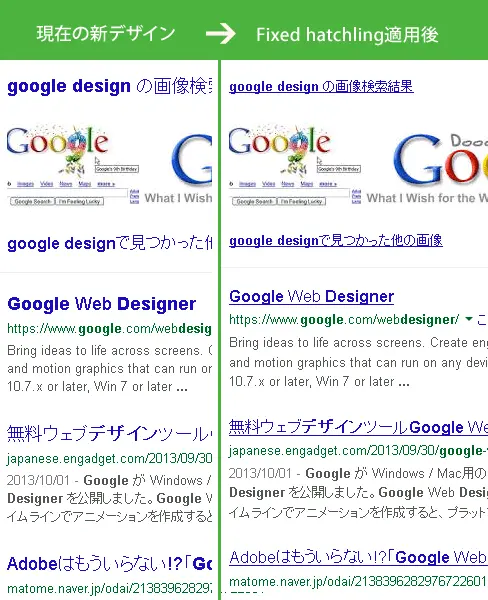 現在の新デザイン
Fixed hatchling適用後
google design の画像検索
Google
Google's 9th Birthday
Images Video News Maps more »
Google Search I'm Feeling Lucky
What I Wish
google designで見つかった他
Google Web Designer
https://www.google.com/webdesig
Bring ideas to life across screens.
and motion graphics that can run or
10.7.x or later, Win 7 or later ...
無料ウェブデザインツール
japanese.engadget.com/2013/09/30
2013/10/01 - Google が Windows /
Designer を公開しました。Google W
イムラインでアニメーションを作成すると
Adobeはもういらない!?「Go
matome.naver.jp/odai/213839628297
google design の画像検索結果
Google
Google's 9th Birthday
Images Video News Maps more »
Google Search I'm Feeling Lucky
Dood
Goo
What I Wish for the W
google designで見つかった他の画像
Google Web Designer
https://www.google.com/webdesigner/ こ
Bring ideas to life across screens. Create eng
and motion graphics that can run on any devi
10.7.x or later, Win 7 or later ...
無料ウェブデザインツールGoogle We
japanese.engadget.com/2013/09/30/google-
2013/10/01 - Google が Windows / Mac用の
Designer を公開しました。Google Web Desig
イムラインでアニメーションを作成すると、プラット
Adobeはもういらない!?「Google Web
matome.naver.jp/odai/2138396282976722601